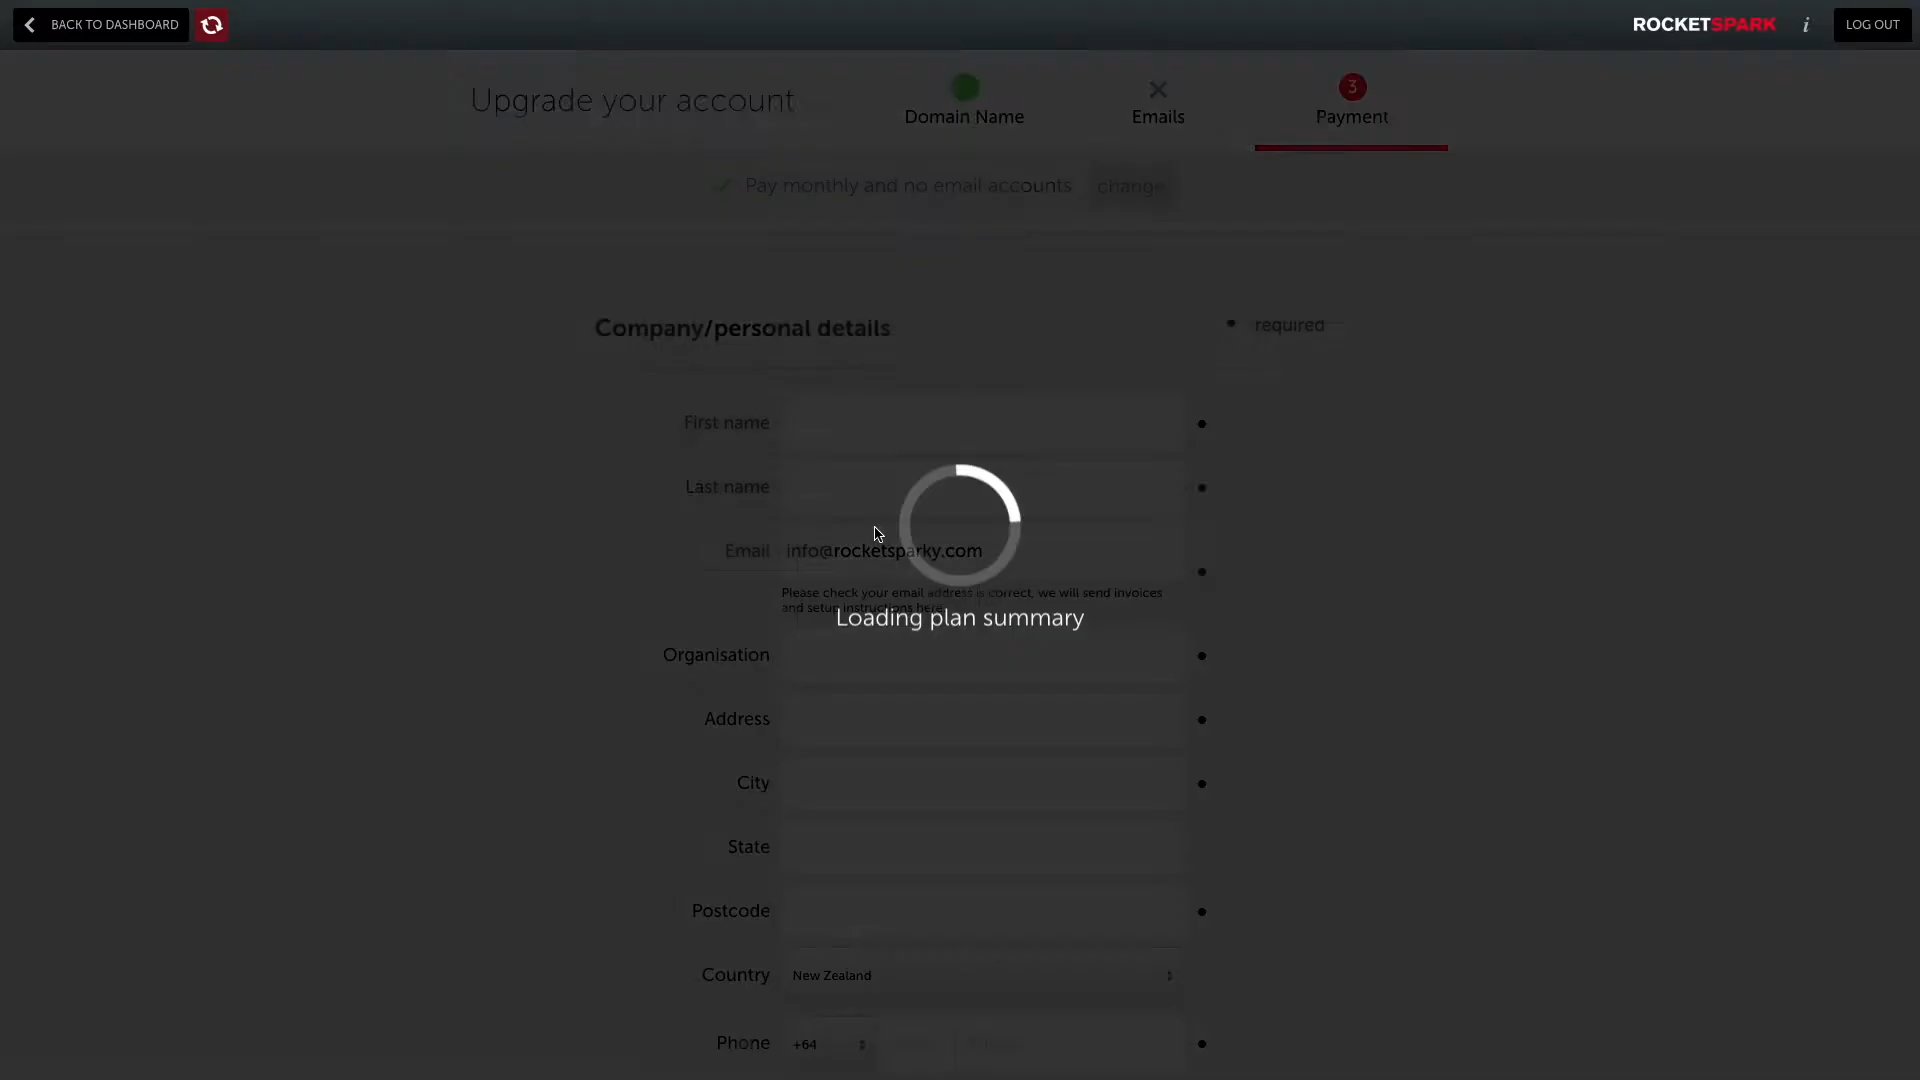 BACK TO DASHBOARD
ROCKETSPARK
i
LOG OUT
Upgrade your account
Domain Name
Emails
3
Payment
Pay monthly and no email accounts
change
Company/personal details
• required
First name
Last name
Email info@rocketsparky.com
Please check your email address is correct, we will send invoices
and setup instructions here.
Loading plan summary
Organisation
Address
City
State
Postcode
Country New Zealand
Phone +64